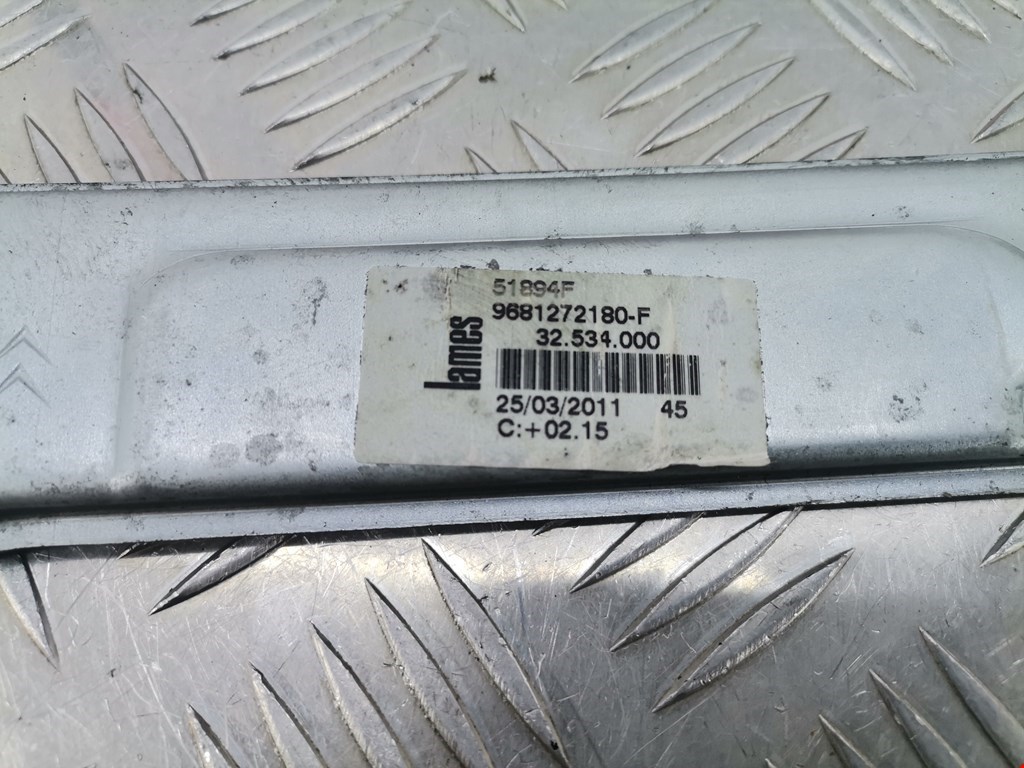 51894F
9681272180-F
32.534.000
lames
25/03/2011 45
C:+02.15